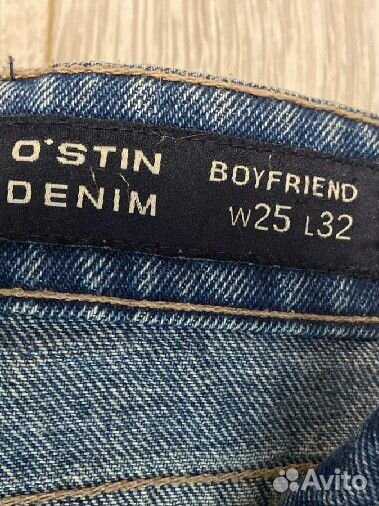 O'STIN
DENIM
BOYFRIEND
W25 L32
Avito